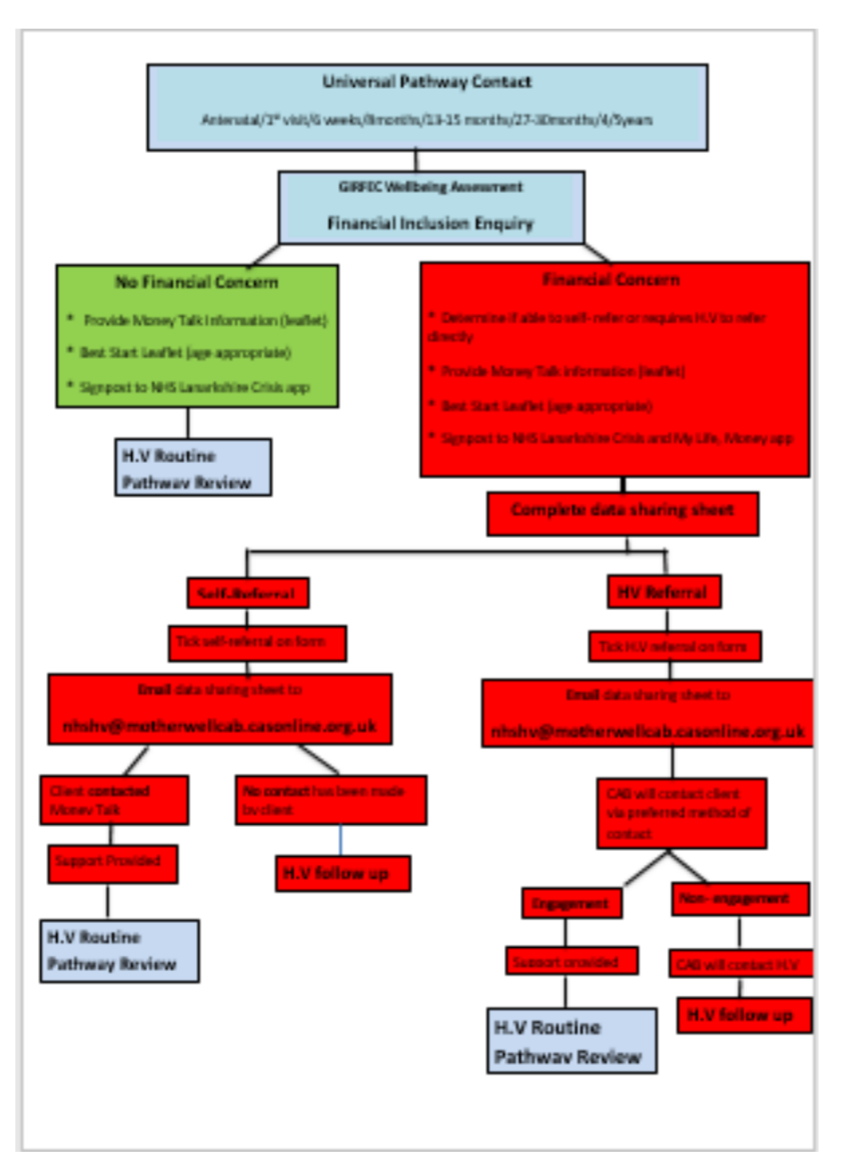 Universal Pathway Contact
Antenatal/1st visit/6 weeks/8months/13-15 months/27-30months/4/5years
GIRFEC Wellbeing Assessment
Financial Inclusion Enquiry
No Financial Concern
* Provide Money Talk Information (leaflet)
* Best Start Leaflet (age appropriate)
* Signpost to NHS Lanarkshire Crisis app
H.V Routine
Pathway Review
Financial Concern
* Determine if able to self- refer or requires H.V to refer
directly
* Provide Money Talk information (leaflet)
* Best Start Leaflet (age appropriate)
* Signpost to NHS Lanarkshire Crisis and My Life, Money app
Complete data sharing sheet
Self-Referral
Tick self-referral on form
Email data sharing sheet to
nhshv@motherwellcab.casonline.org.uk
Client contacted
Money Talk
Support Provided
H.V Routine
Pathway Review
No contact has been made
by client
H.V follow up
HV Referral
Tick H.V referral on form
Email data sharing sheet to
nhshv@motherwellcab.casonline.org.uk
CAB will contact client
via preferred method of
contact
Engagement
Support provided
H.V Routine
Pathway Review
Non-engagement
CAB will contact H.V
H.V follow up